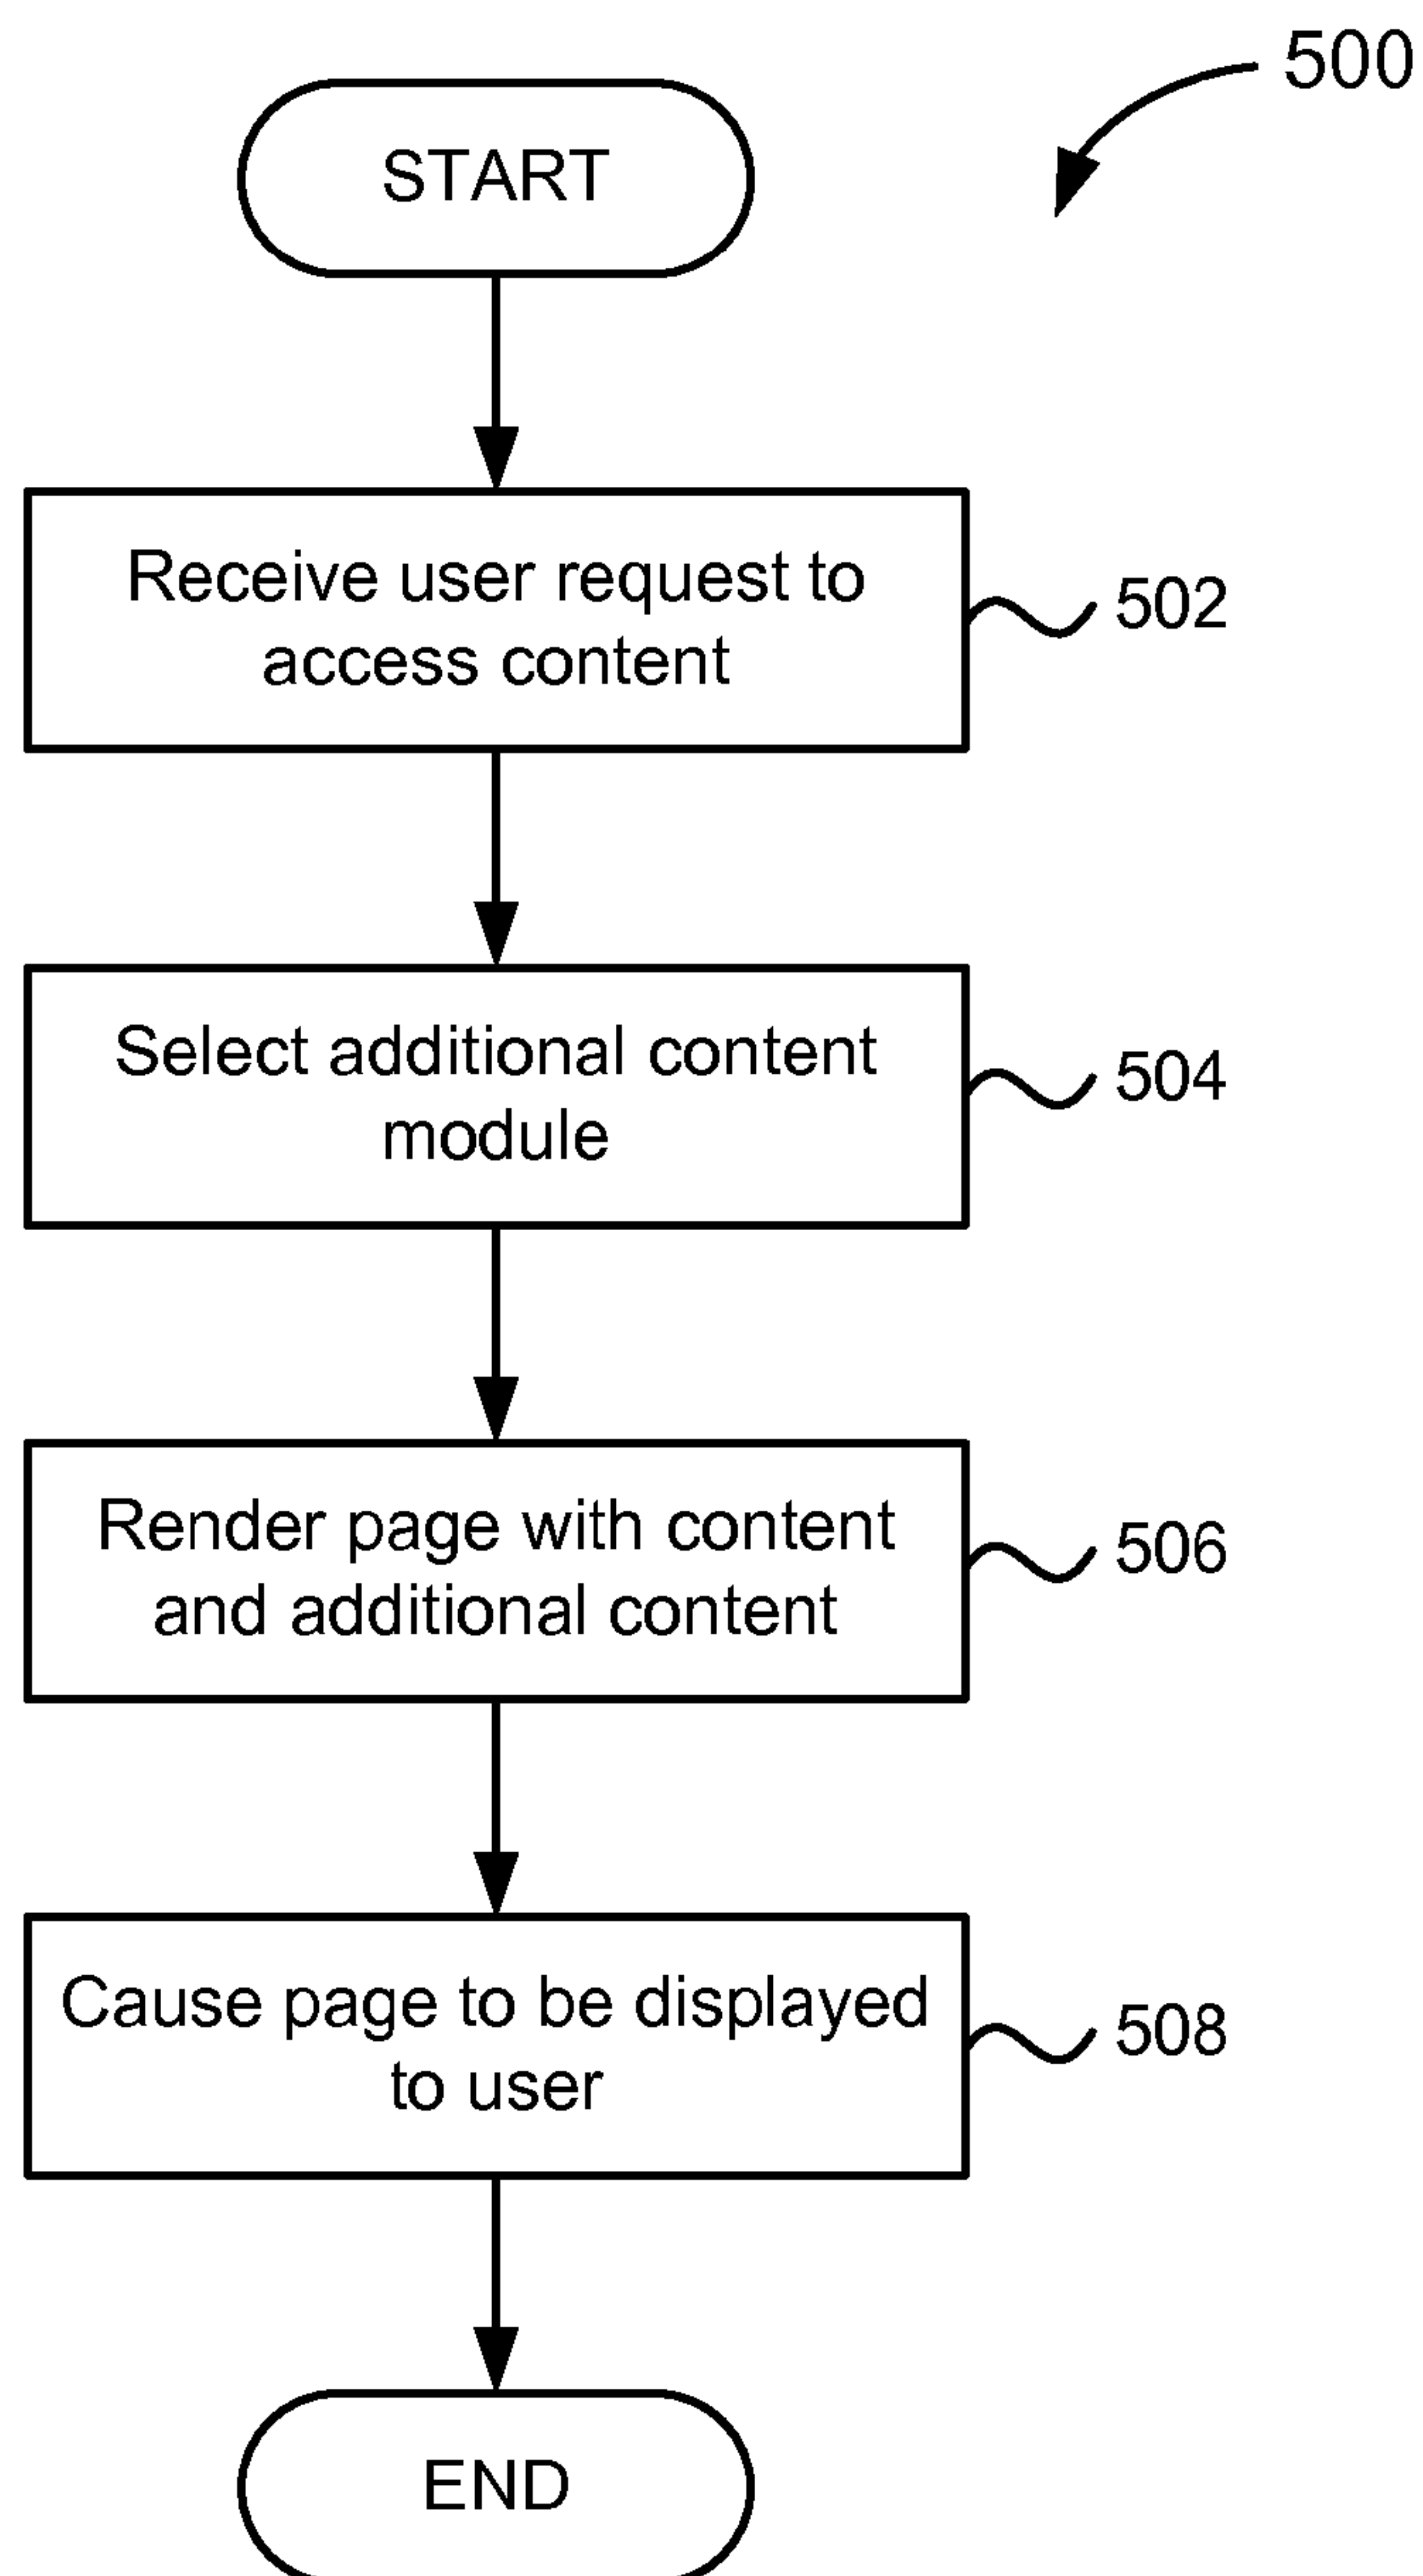 500
START
Receive user request to
access content
502
Select additional content
module
504
Render page with content
and additional content
506
Cause page to be displayed
to user
508
END